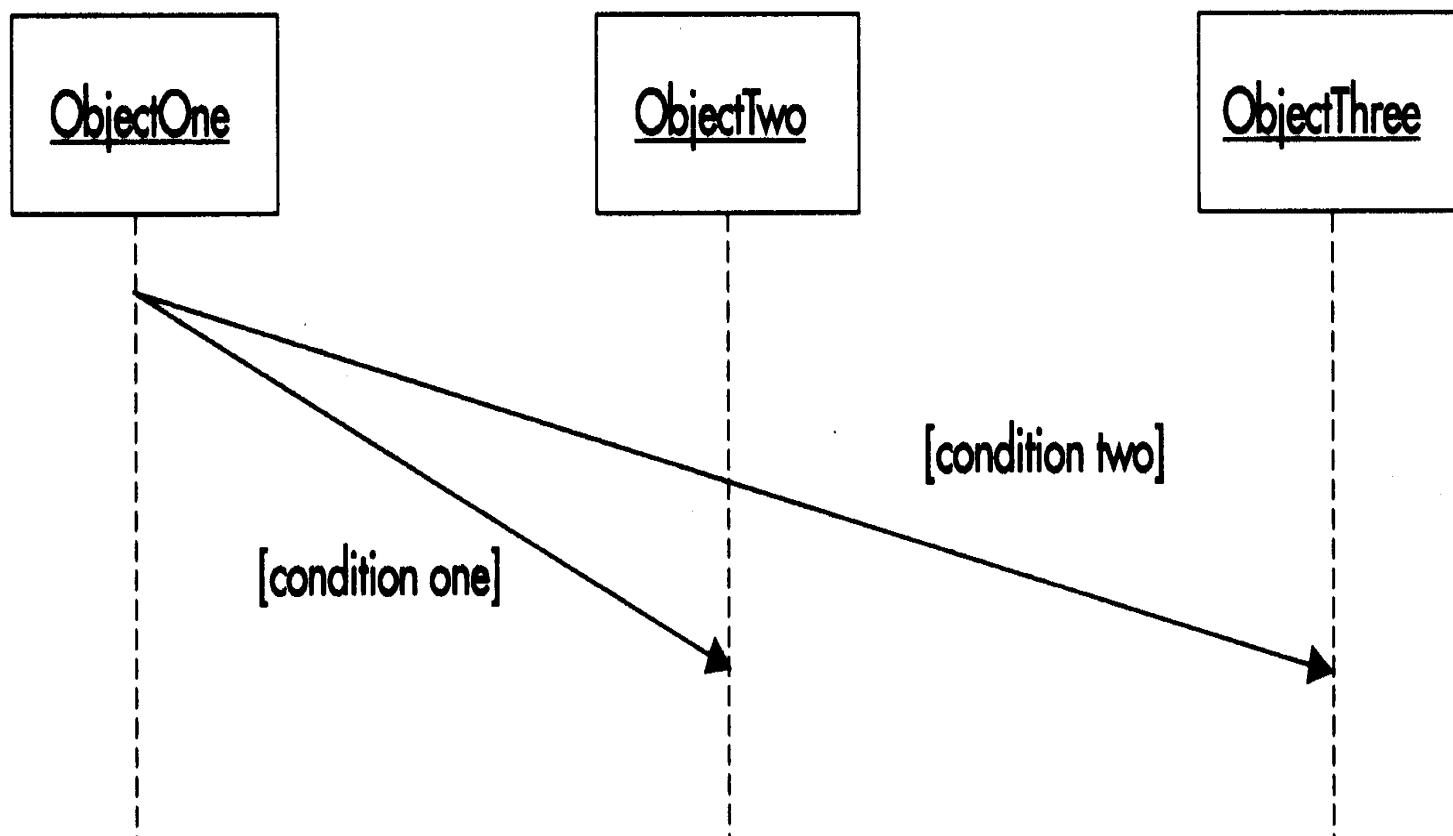 ObjectOne
ObjectTwo
ObjectThree
[condition two]
[condition one]